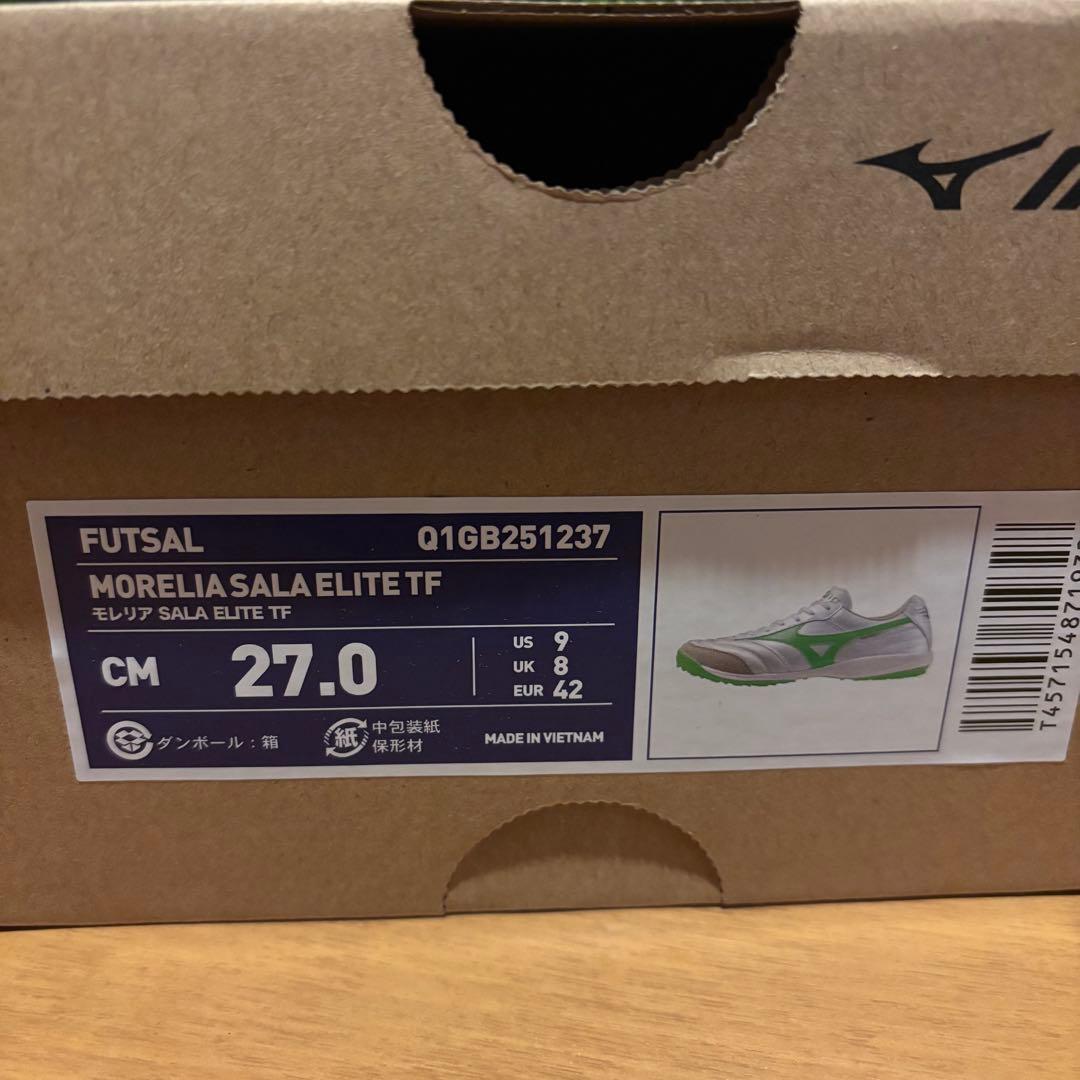 FUTSAL Q1GB251237
MORELIA SALA ELITE TF
モレリア SALA ELITE TF
CM 27.0
US 9
UK 8
EUR 42
ダンボール : 箱
紙 中包装紙
保形材
MADE IN VIETNAM